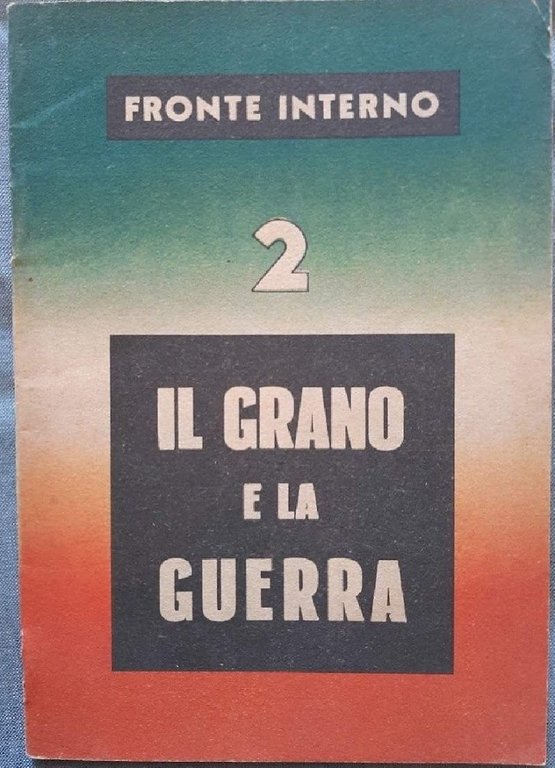 FRONTE INTERNO
2
IL GRANO
E LA
GUERRA